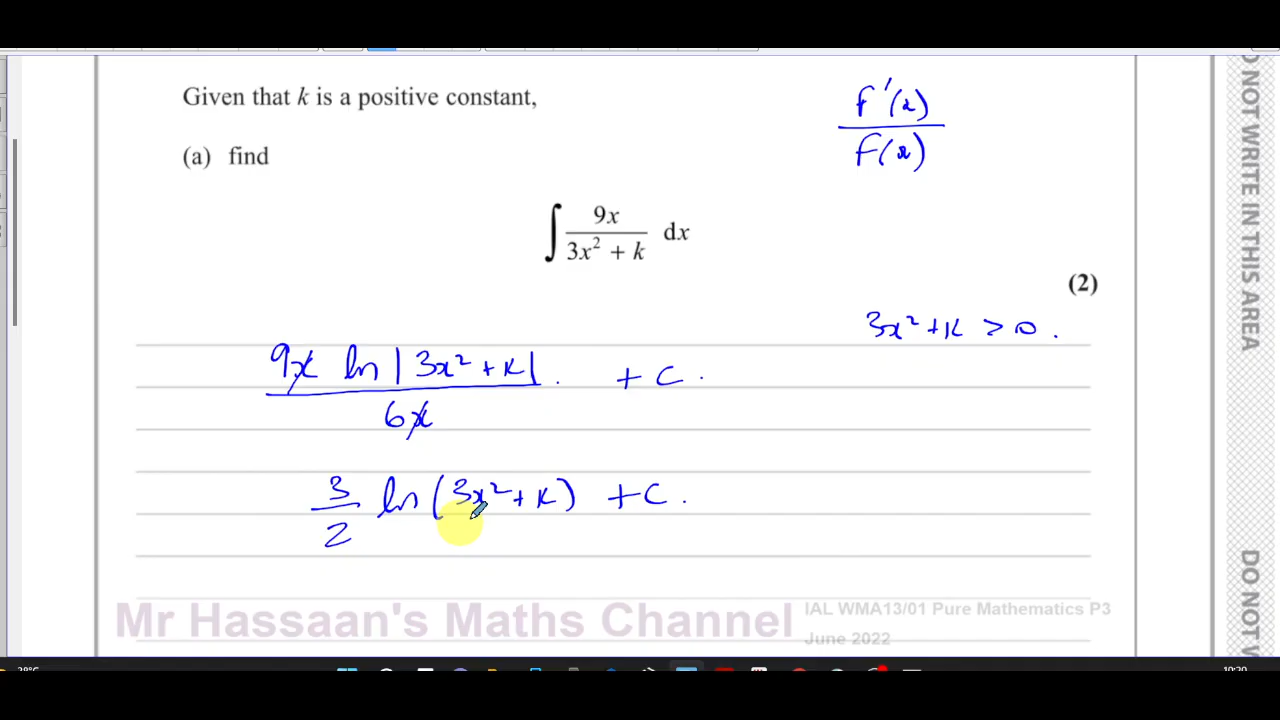 Given that k is a positive constant,
f'(x)
f(x)
(a) find
∫ 9x / (3x² + k) dx
(2)
3x² + k > 0 .
9x ln|3x² + k| . + C .
6x
3/2 ln(3x² + k) + C .
Mr Hassaan's Maths Channel
IAL WMA13/01 Pure Mathematics P3
June 2022
DO NOT WRITE IN THIS AREA
DO NOT